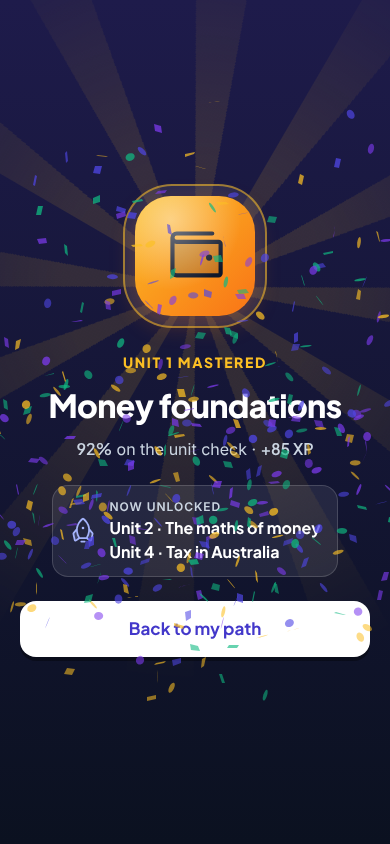 UNIT 1 MASTERED
Money foundations
92% on the unit check · +85 XP
NOW UNLOCKED
Unit 2 · The maths of money
Unit 4 · Tax in Australia
Back to my path